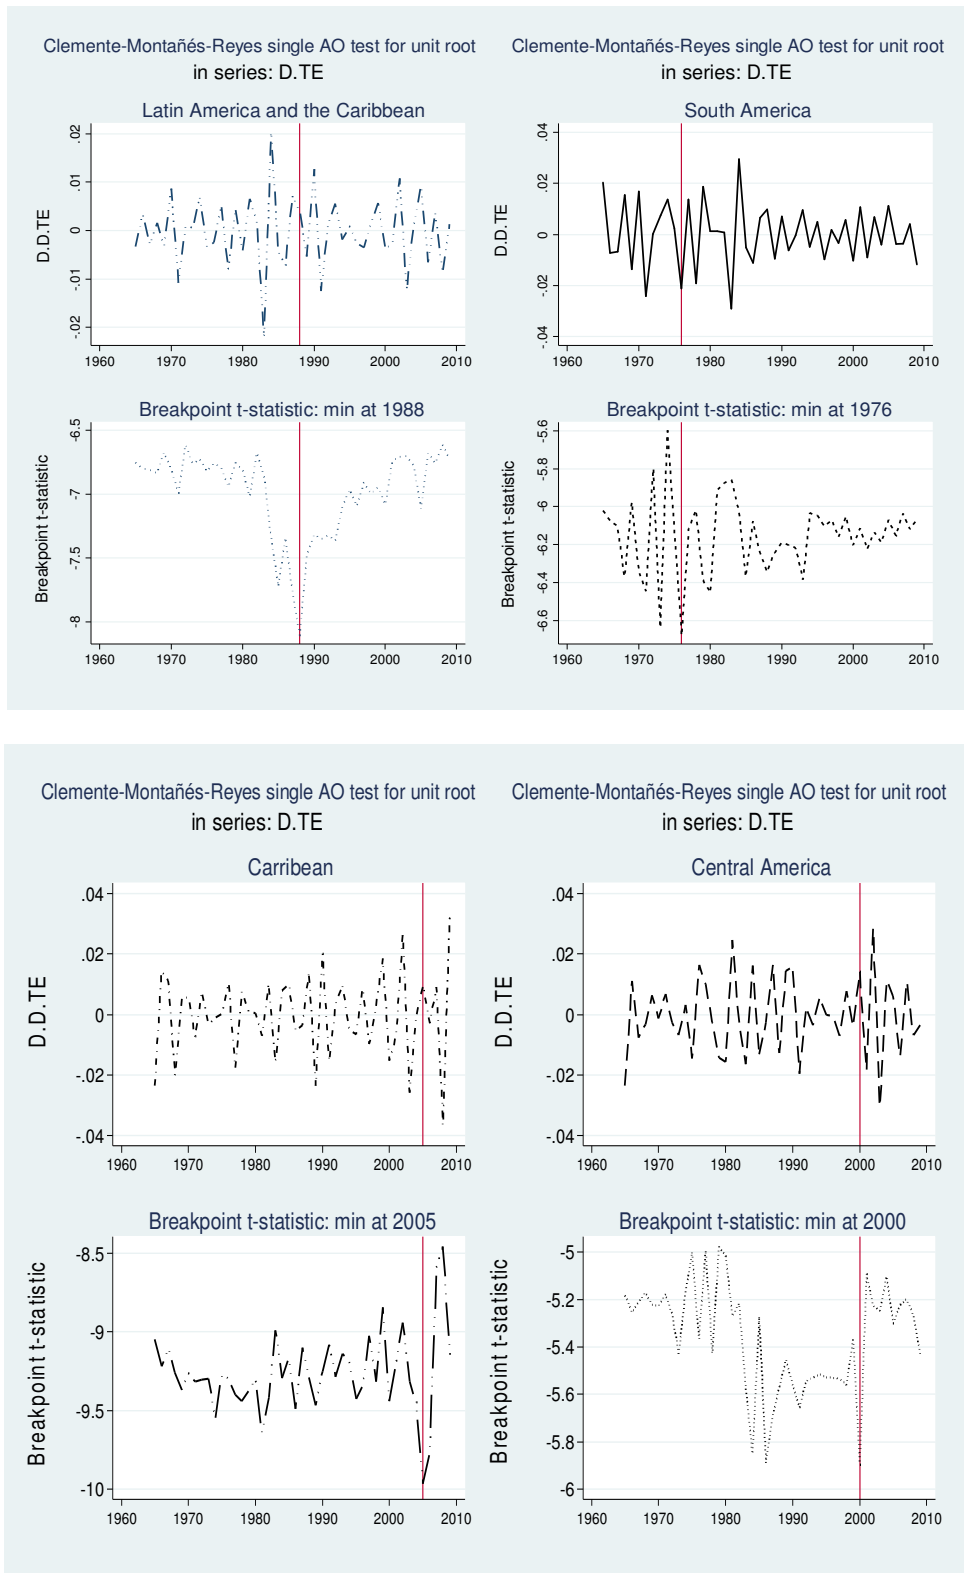 Clemente-Montañés-Reyes single AO test for unit root
in series: D.TE
Latin America and the Caribbean
D.D.TE
.02
.01
0
-.01
-.02
1960 1970 1980 1990 2000 2010
Breakpoint t-statistic: min at 1988
Breakpoint t-statistic
-6.5
-7
-7.5
-8
1960 1970 1980 1990 2000 2010
Clemente-Montañés-Reyes single AO test for unit root
in series: D.TE
South America
D.D.TE
.04
.02
0
-.02
-.04
1960 1970 1980 1990 2000 2010
Breakpoint t-statistic: min at 1976
Breakpoint t-statistic
-5.6
-5.8
-6
-6.2
-6.4
-6.6
1960 1970 1980 1990 2000 2010
Clemente-Montañés-Reyes single AO test for unit root
in series: D.TE
Carribean
D.D.TE
.04
.02
0
-.02
-.04
1960 1970 1980 1990 2000 2010
Breakpoint t-statistic: min at 2005
Breakpoint t-statistic
-8.5
-9
-9.5
-10
1960 1970 1980 1990 2000 2010
Clemente-Montañés-Reyes single AO test for unit root
in series: D.TE
Central America
D.D.TE
.04
.02
0
-.02
-.04
1960 1970 1980 1990 2000 2010
Breakpoint t-statistic: min at 2000
Breakpoint t-statistic
-5
-5.2
-5.4
-5.6
-5.8
-6
1960 1970 1980 1990 2000 2010